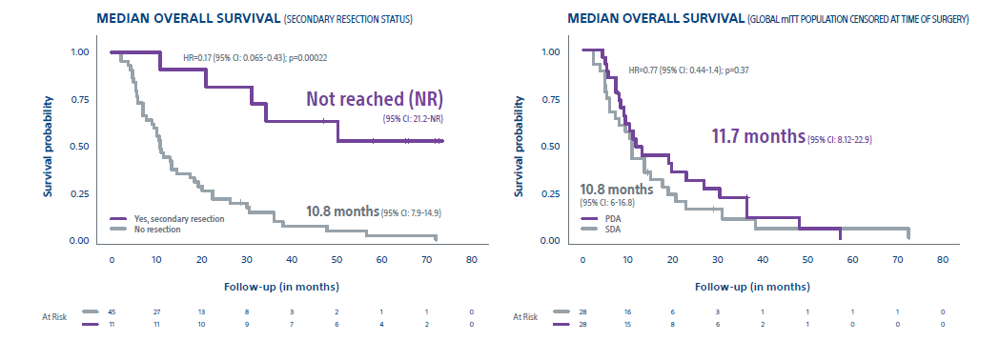 MEDIAN OVERALL SURVIVAL (SECONDARY RESECTION STATUS)
Survival probability
1.00
0.75
0.50
0.25
0.00
HR=0.17 (95% CI: 0.065-0.43); p=0.00022
Not reached (NR)
(95% CI: 21.2-NR)
10.8 months (95% CI: 7.9-14.9)
Yes, secondary resection
No resection
0 10 20 30 40 50 60 70 80
Follow-up (in months)
At Risk
45 27 13 8 3 2 1 1 0
11 11 10 9 7 6 4 2 0
MEDIAN OVERALL SURVIVAL (GLOBAL mITT POPULATION CENSORED AT TIME OF SURGERY)
Survival probability
1.00
0.75
0.50
0.25
0.00
HR=0.77 (95% CI: 0.44-1.4); p=0.37
11.7 months (95% CI: 8.12-22.9)
10.8 months
(95% CI: 6-16.8)
PDA
SDA
0 10 20 30 40 50 60 70 80
Follow-up (in months)
At Risk
28 16 6 3 1 1 1 1 0
28 15 8 6 2 1 0 0 0